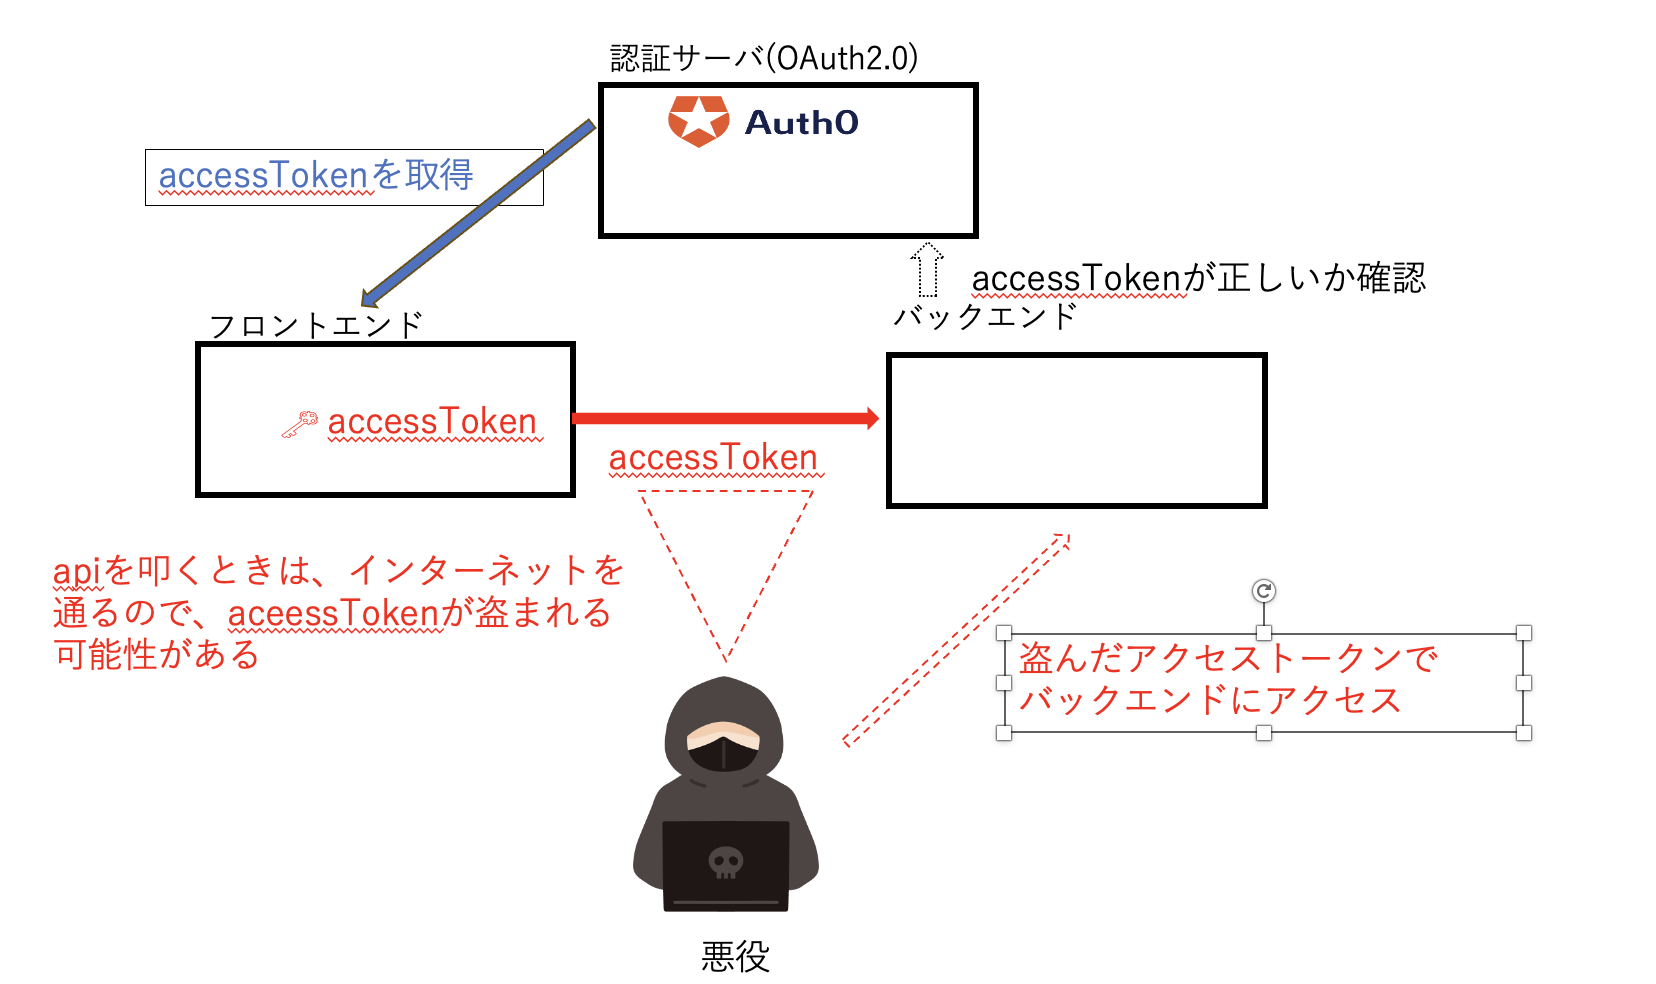 認証サーバ(OAuth2.0)
Auth0
accessTokenを取得
accessTokenが正しいか確認
フロントエンド
バックエンド
accessToken
accessToken
apiを叩くときは、インターネットを
通るので、aceessTokenが盗まれる
可能性がある
盗んだアクセストークンで
バックエンドにアクセス
悪役